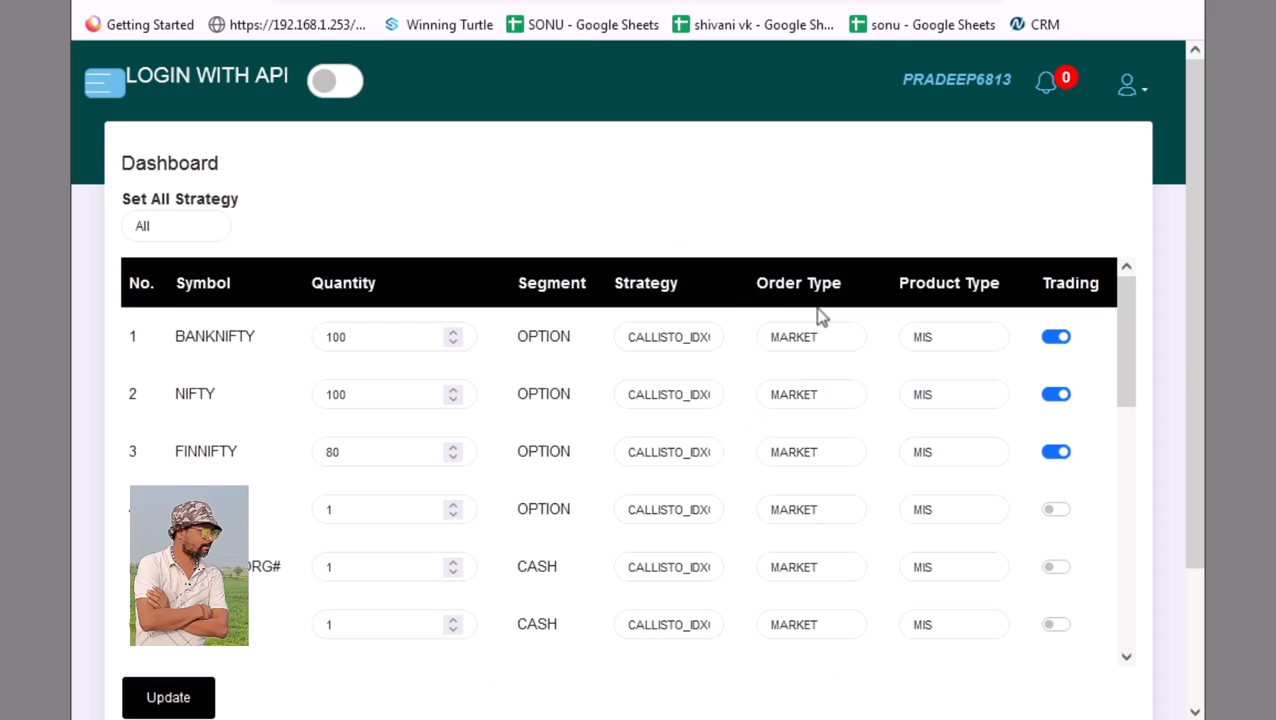 Getting Started https://192.168.1.253/... Winning Turtle SONU - Google Sheets shivani vk - Google Sh... sonu - Google Sheets CRM
LOGIN WITH API PRADEEP6813 0
Dashboard
Set All Strategy
All
No. Symbol Quantity Segment Strategy Order Type Product Type Trading
1 BANKNIFTY 100 OPTION CALLISTO_IDX MARKET MIS
2 NIFTY 100 OPTION CALLISTO_IDX MARKET MIS
3 FINNIFTY 80 OPTION CALLISTO_IDX MARKET MIS
1 OPTION CALLISTO_IDX MARKET MIS
ORG# 1 CASH CALLISTO_IDX MARKET MIS
1 CASH CALLISTO_IDX MARKET MIS
Update